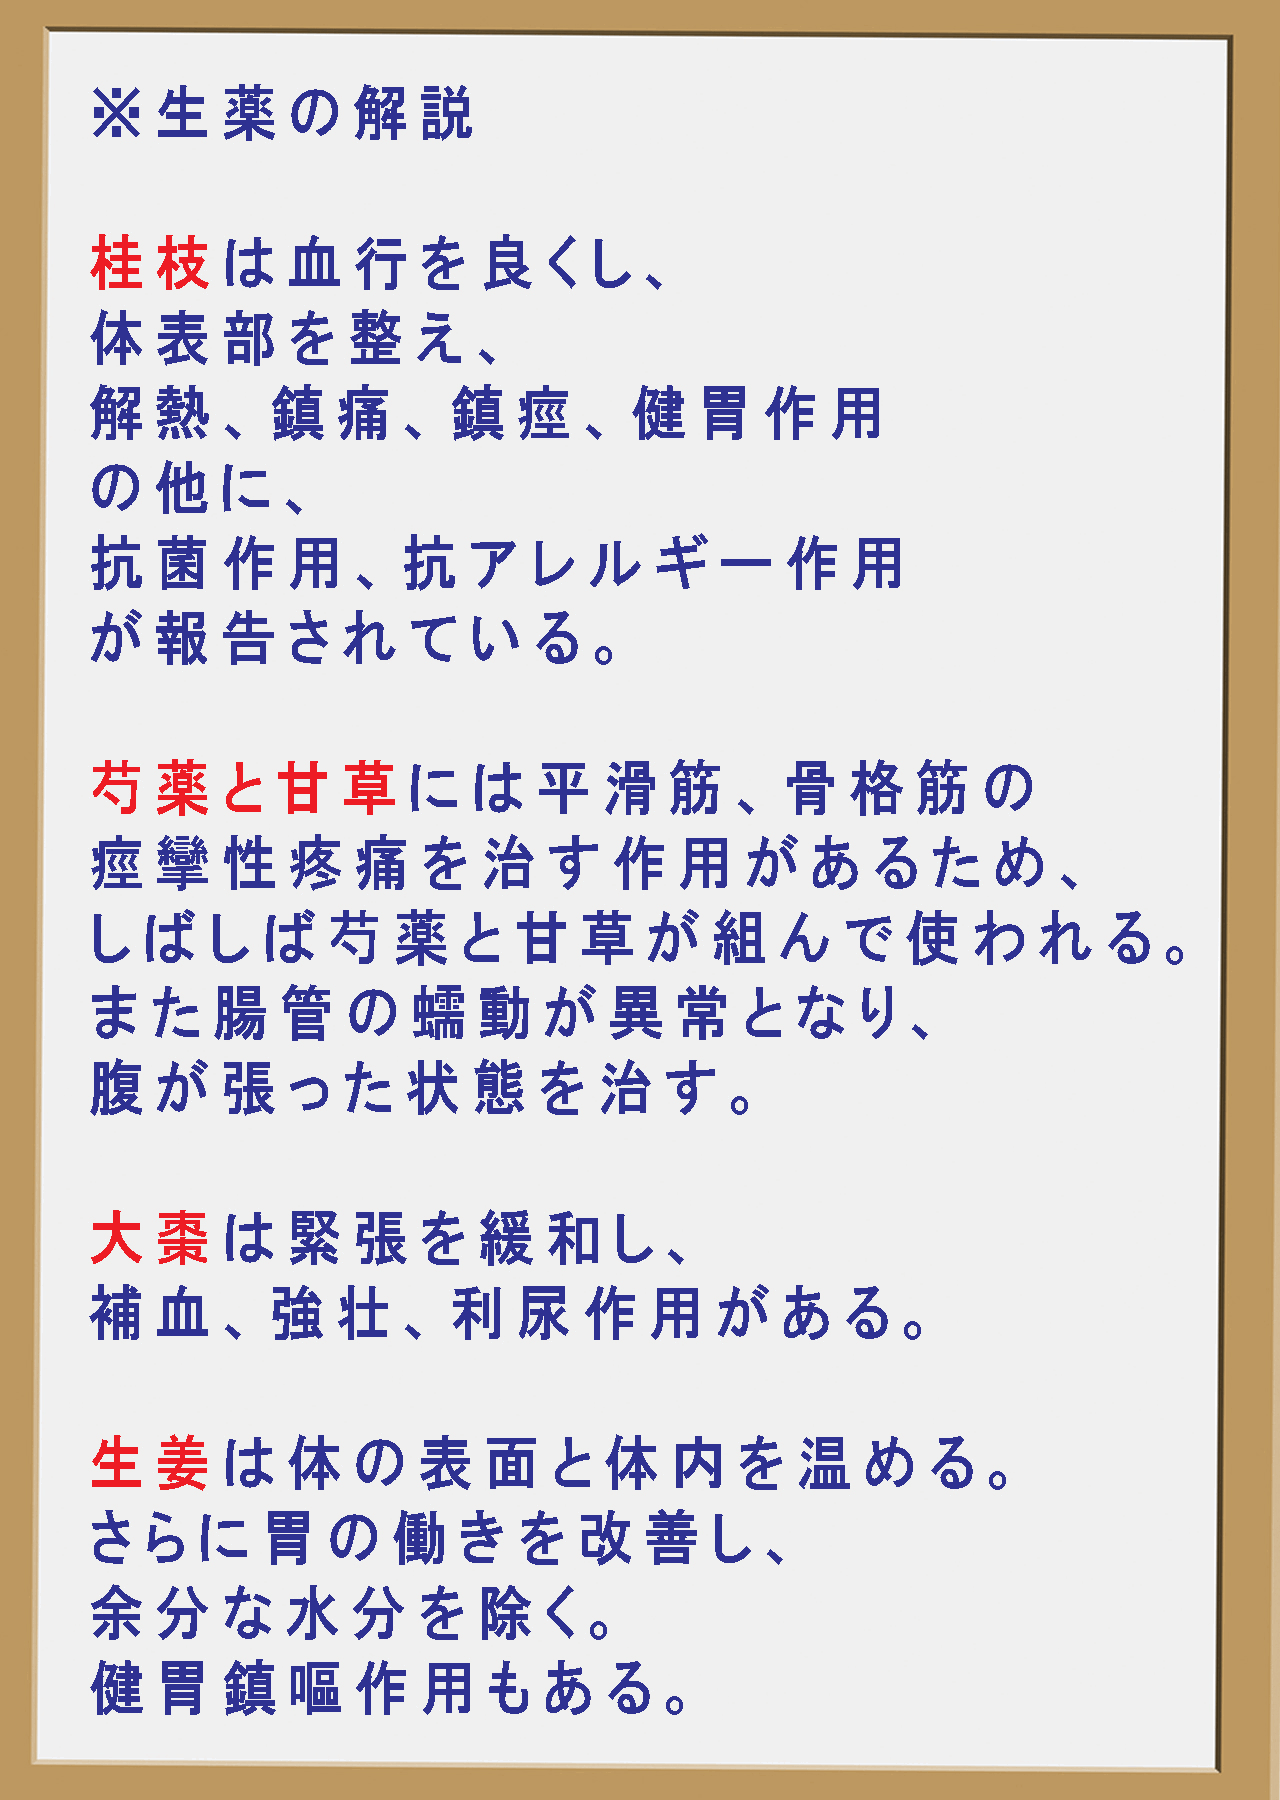 ※生薬の解説
桂枝は血行を良くし、
体表部を整え、
解熱、鎮痛、鎮痙、健胃作用
の他に、
抗菌作用、抗アレルギー作用
が報告されている。
芍薬と甘草には平滑筋、骨格筋の
痙攣性疼痛を治す作用があるため、
しばしば芍薬と甘草が組んで使われる。
また腸管の蠕動が異常となり、
腹が張った状態を治す。
大棗は緊張を緩和し、
補血、強壮、利尿作用がある。
生姜は体の表面と体内を温める。
さらに胃の働きを改善し、
余分な水分を除く。
健胃鎮嘔作用もある。